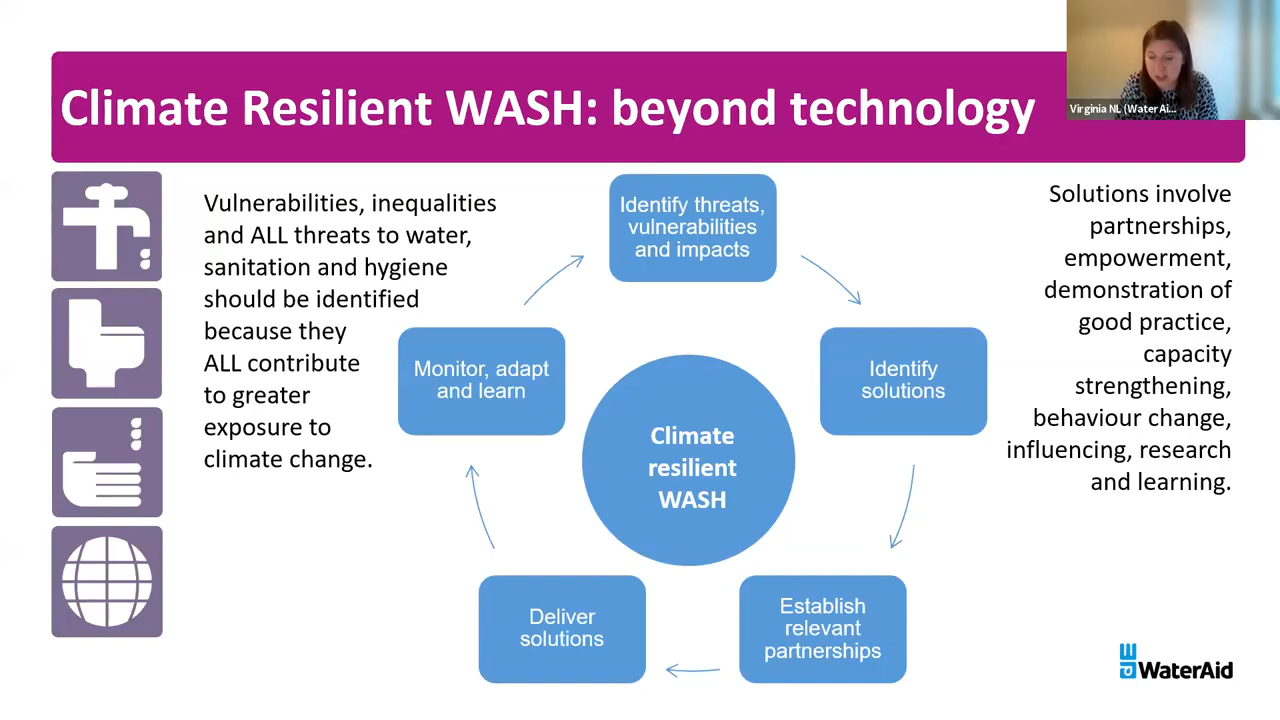 Climate Resilient WASH: beyond technology
Virginia NL (WaterAi...
Vulnerabilities, inequalities
and ALL threats to water,
sanitation and hygiene
should be identified
because they
ALL contribute
to greater
exposure to
climate change.
Identify threats,
vulnerabilities
and impacts
Identify
solutions
Establish
relevant
partnerships
Deliver
solutions
Monitor, adapt
and learn
Climate
resilient
WASH
Solutions involve
partnerships,
empowerment,
demonstration of
good practice,
capacity
strengthening,
behaviour change,
influencing, research
and learning.
WaterAid